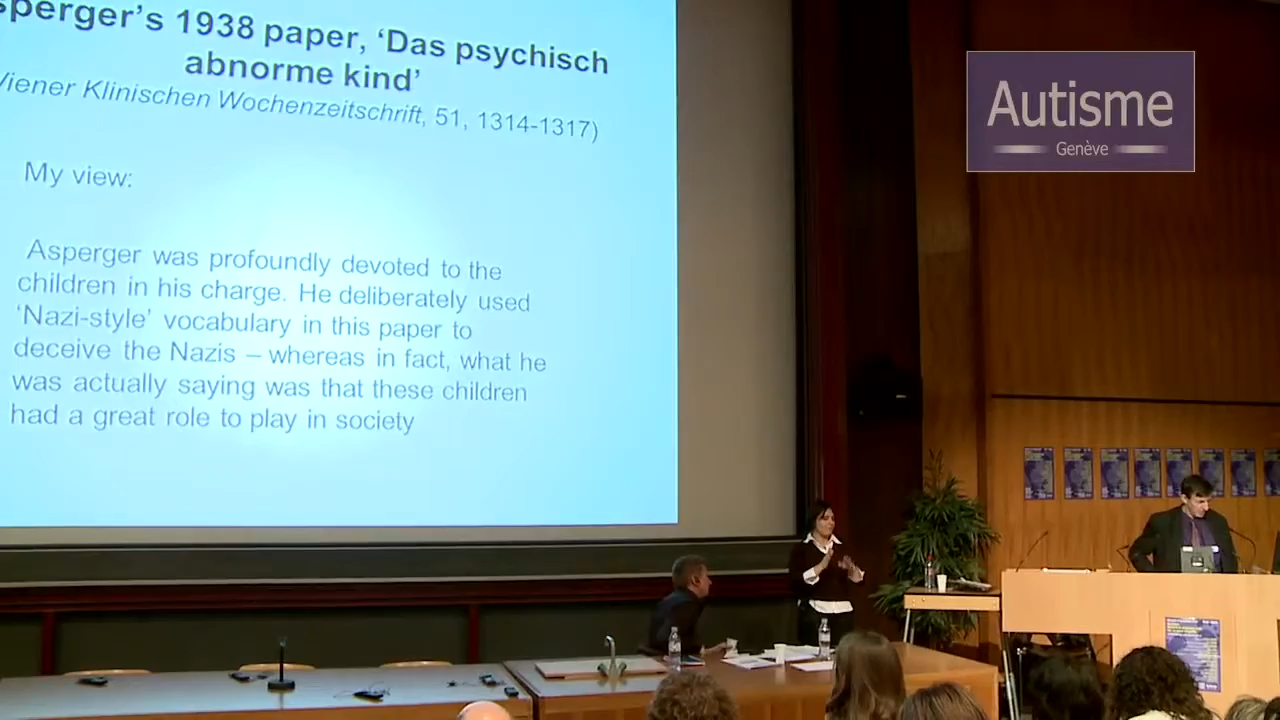 sperger's 1938 paper, 'Das psychisch
abnorme kind'
Wiener Klinischen Wochenzeitschrift, 51, 1314-1317)
My view:
Asperger was profoundly devoted to the
children in his charge. He deliberately used
'Nazi-style' vocabulary in this paper to
deceive the Nazis – whereas in fact, what he
was actually saying was that these children
had a great role to play in society
Autisme
Genève